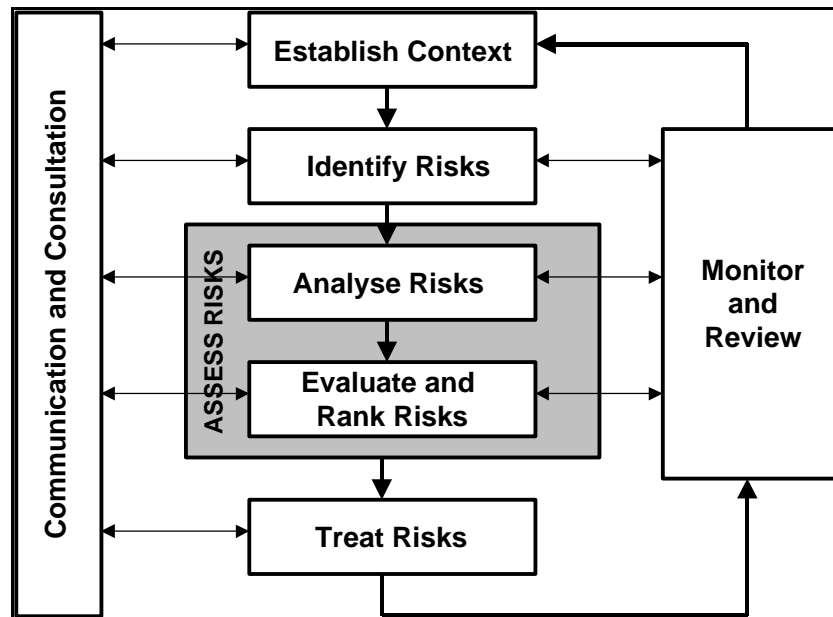 Communication and Consultation
Establish Context
Identify Risks
ASSESS RISKS
Analyse Risks
Evaluate and
Rank Risks
Treat Risks
Monitor
and
Review